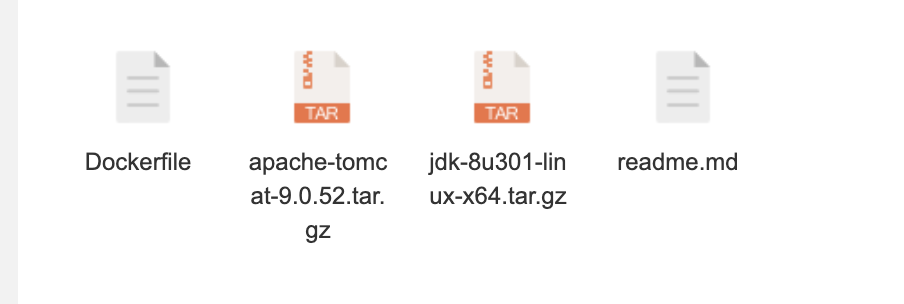 TAR
TAR
Dockerfile
apache-tomc
at-9.0.52.tar.
gz
jdk-8u301-lin
ux-x64.tar.gz
readme.md